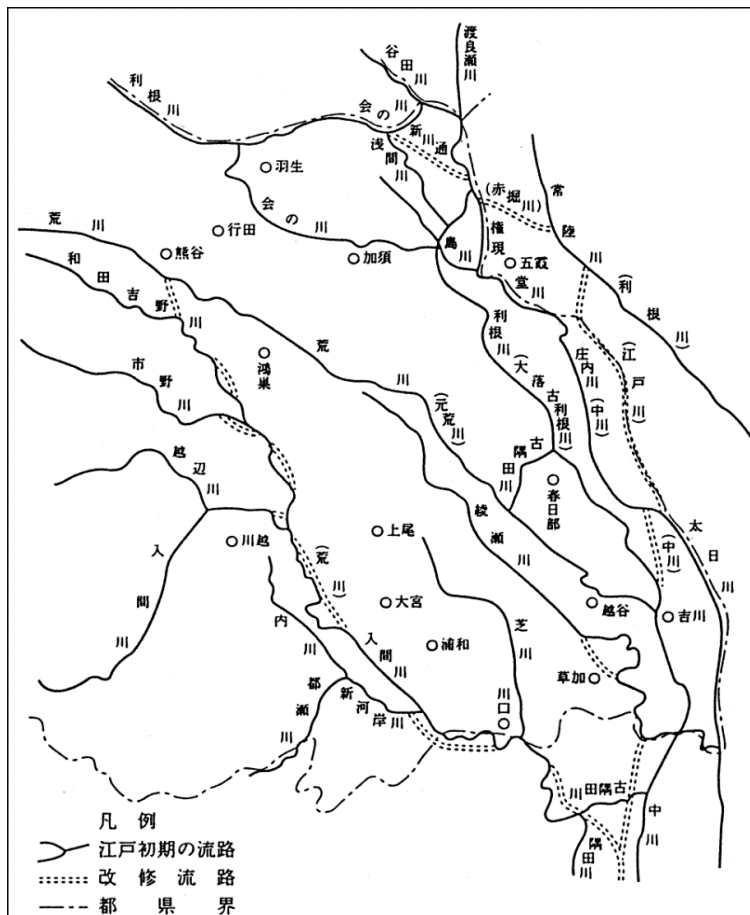 渡良瀬川
谷田川
利根川
会の川
新川通
浅間川
(赤堀川)
常陸川
(利根川)
羽生
会の川
行田
加須
荒川
熊谷
和田吉野川
島川
権現堂川
五霞
利根川
(大落古利根川)
庄内川
(中川)
(江戸川)
鴻巣
荒川
(元荒川)
市野川
古隅田川
春日部
越辺川
綾瀬川
上尾
川越
入間川
(荒川)
(中川)
太日川
大宮
越谷
吉川
内川
入間川
浦和
芝川
草加
都瀬川
新河岸川
川口
古隅田川
隅田川
中川
凡例
江戸初期の流路
改修流路
都県界